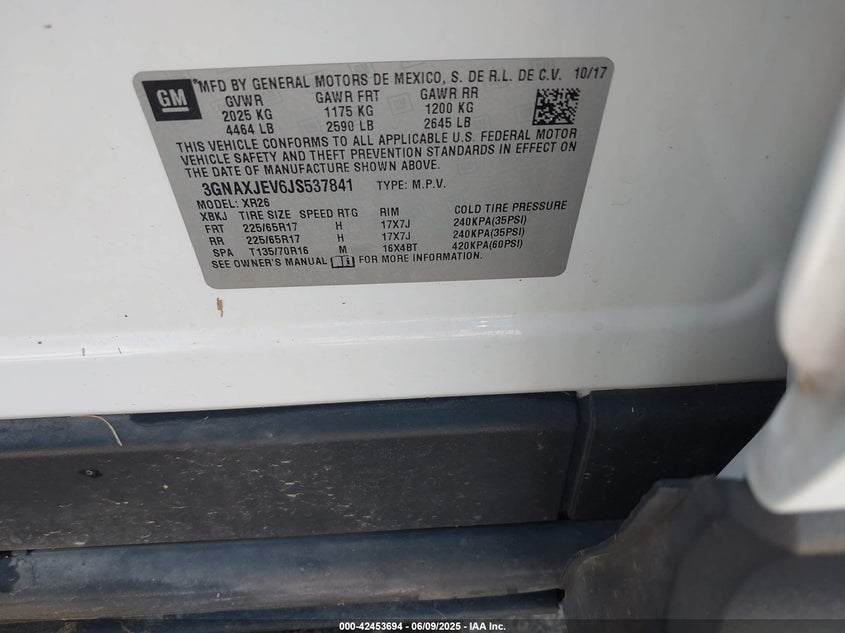 GM
MFD BY GENERAL MOTORS DE MEXICO, S. DE R.L. DE C.V. 10/17
GVWR GAWR FRT GAWR RR
2025 KG 1175 KG 1200 KG
4464 LB 2590 LB 2645 LB
THIS VEHICLE CONFORMS TO ALL APPLICABLE U.S. FEDERAL MOTOR
VEHICLE SAFETY AND THEFT PREVENTION STANDARDS IN EFFECT ON
THE DATE OF MANUFACTURE SHOWN ABOVE.
3GNAXJEV6JS537841 TYPE: M.P.V.
MODEL: XR26
XBKJ TIRE SIZE SPEED RTG RIM COLD TIRE PRESSURE
FRT 225/65R17 H 17X7J 240KPA(35PSI)
RR 225/65R17 H 17X7J 240KPA(35PSI)
SPA T135/70R16 M 16X4BT 420KPA(60PSI)
SEE OWNER'S MANUAL FOR MORE INFORMATION.
000 - 42453694 - 06/09/2025 - IAA Inc.